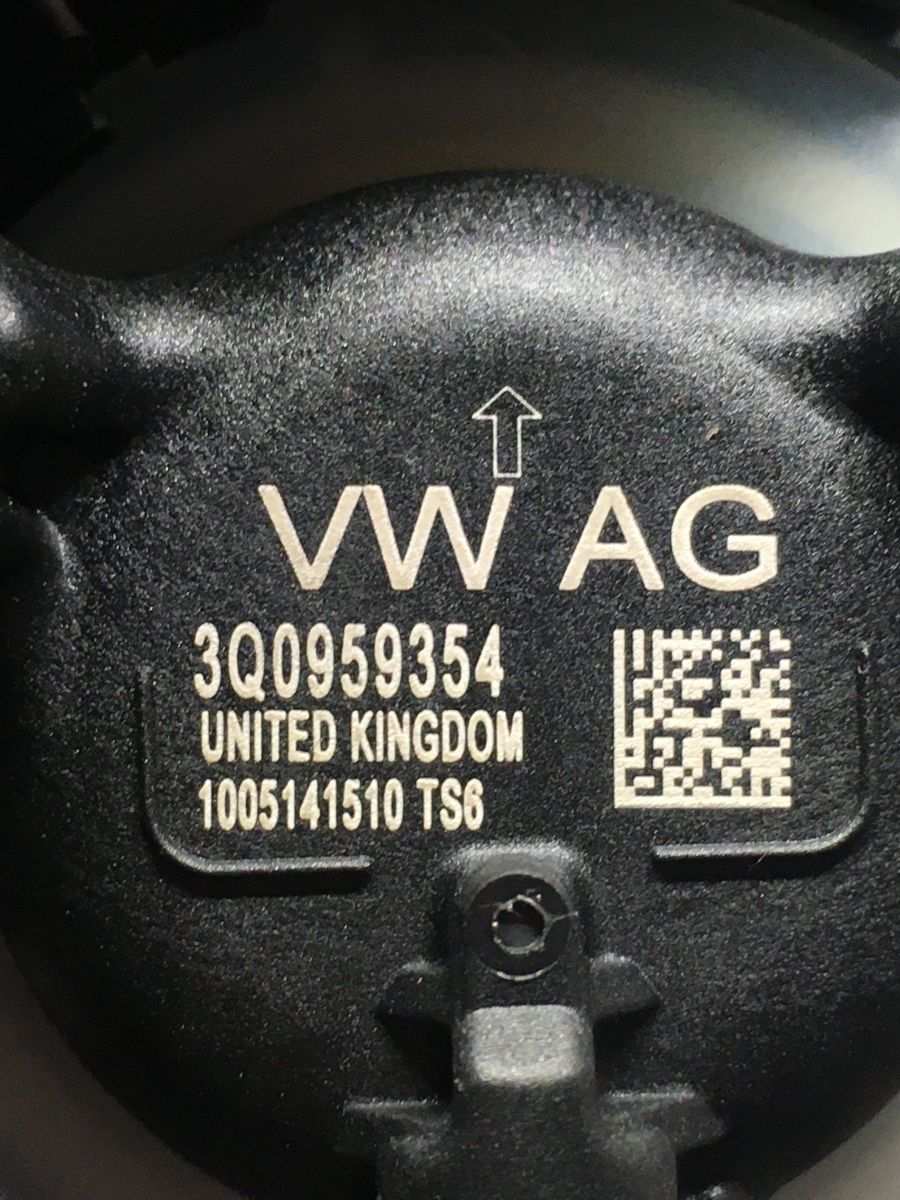 VW AG
3Q0959354
UNITED KINGDOM
1005141510 TS6